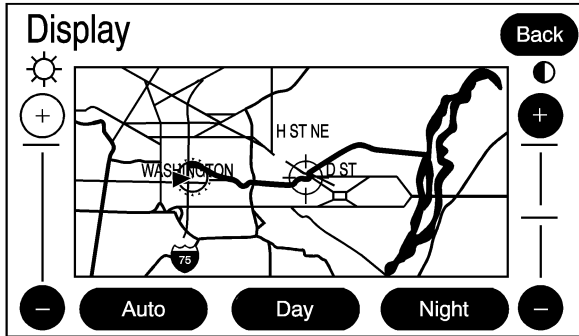 Display
Back
+
+
H ST NE
WASHINGTON
D ST
75
−
Auto
Day
Night
−